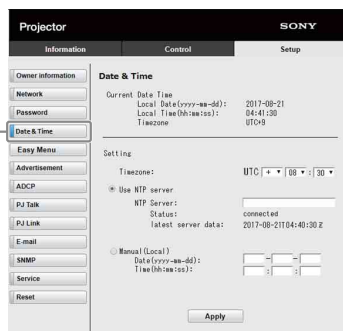 Projector SONY
Information Control Setup
Owner information
Network
Password
Date & Time
Easy Menu
Advertisement
ADCP
PJ Talk
PJ Link
E-mail
SNMP
Service
Reset
Date & Time
Current Date Time
Local Date(yyyy-mm-dd): 2017-08-21
Local Time(hh:mm:ss): 04:41:30
Timezone UTC+9
Setting
Timezone: UTC + 08 : 30
Use NTP server
NTP Server:
Status: connected
latest server data: 2017-08-21T04:40:30 Z
Manual(Local)
Date(yyyy-mm-dd): - -
Time(hh:mm:ss): : :
Apply